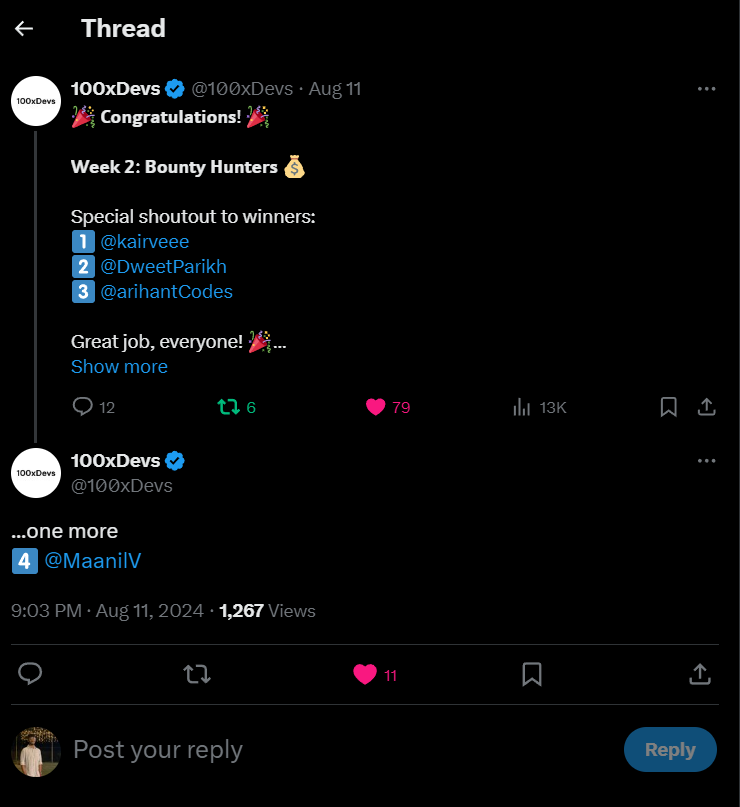 Thread
100xDevs
100xDevs @100xDevs · Aug 11
🎉 Congratulations! 🎉
Week 2: Bounty Hunters 💰
Special shoutout to winners:
1️⃣ @kairveee
2️⃣ @DweetParikh
3️⃣ @arihantCodes
Great job, everyone! 🎉...
Show more
12 6 79 13K
100xDevs
100xDevs
@100xDevs
...one more
4️⃣ @MaanilV
9:03 PM · Aug 11, 2024 · 1,267 Views
11
Post your reply
Reply